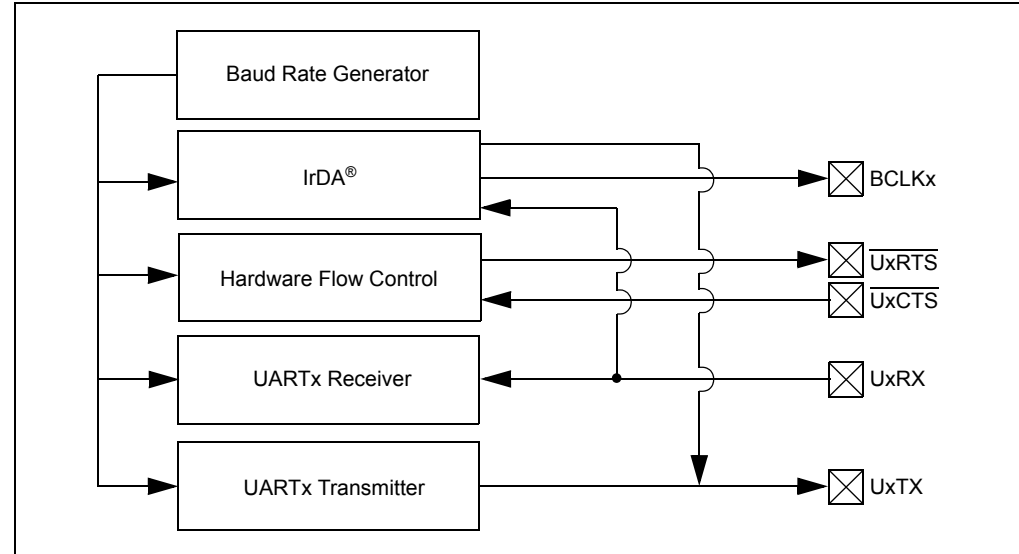 Baud Rate Generator
IrDA®
BCLKx
Hardware Flow Control
UxRTS
UxCTS
UARTx Receiver
UxRX
UARTx Transmitter
UxTX